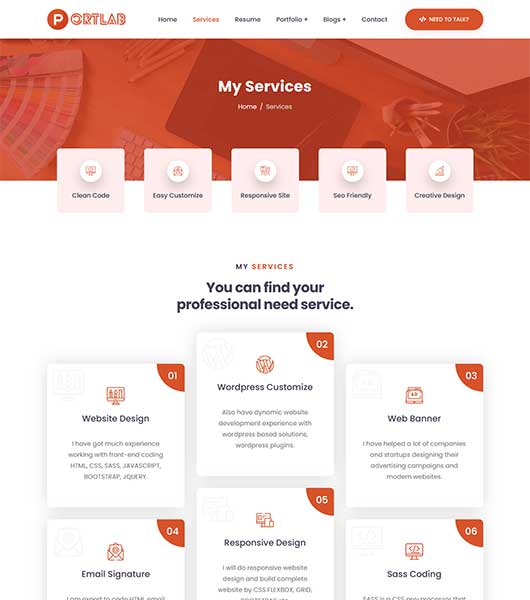 PORTLAB
Home Services Resume Portfolio + Blogs + Contact </> NEED TO TALK?
My Services
Home / Services
Clean Code
Easy Customize
Responsive Site
Seo Friendly
Creative Design
MY SERVICES
You can find your
professional need service.
01
Website Design
I have got much experience
working with front-end coding
HTML, CSS, SASS, JAVASCRIPT,
BOOTSTRAP, JQUERY.
02
Wordpress Customize
Also have dynamic website
development experience with
wordpress based solutions,
wordpress plugins.
03
Web Banner
I have helped a lot of companies
and startups designing their
advertising campaigns and
modern websites.
04
Email Signature
I am expert to code HTML email
05
Responsive Design
I will do responsive website
design and build complete
website by CSS FLEXBOX, GRID,
06
Sass Coding
SASS is a CSS pre-processor that